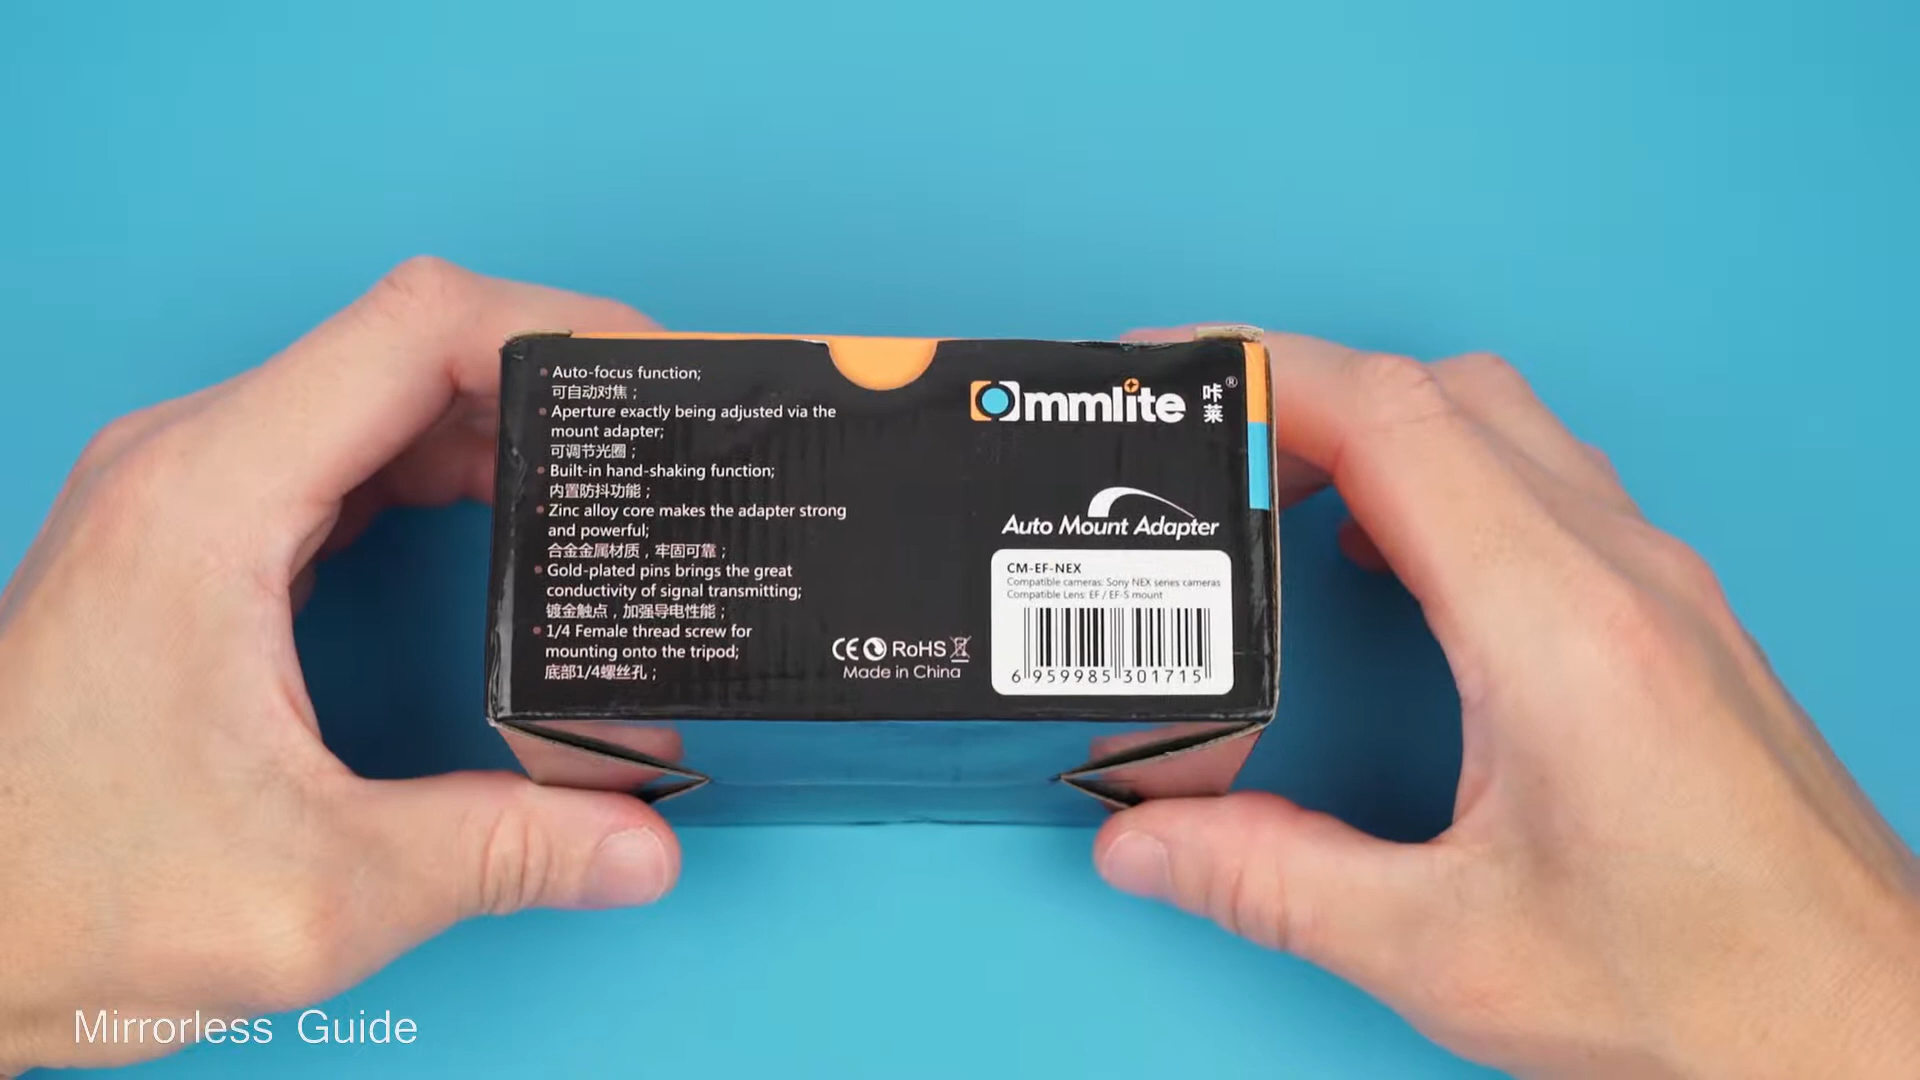 Auto-focus function;
可自动对焦；
Aperture exactly being adjusted via the
mount adapter;
可调节光圈；
Built-in hand-shaking function;
内置防抖功能；
Zinc alloy core makes the adapter strong
and powerful;
合金金属材质，牢固可靠；
Gold-plated pins brings the great
conductivity of signal transmitting;
镀金触点，加强导电性能；
1/4 Female thread screw for
mounting onto the tripod;
底部1/4螺丝孔；
CE RoHS
Made in China
Commlite 咔莱®
Auto Mount Adapter
CM-EF-NEX
Compatible cameras: Sony NEX series cameras
Compatible Lens: EF / EF-S mount
6 959985 301715
Mirrorless Guide